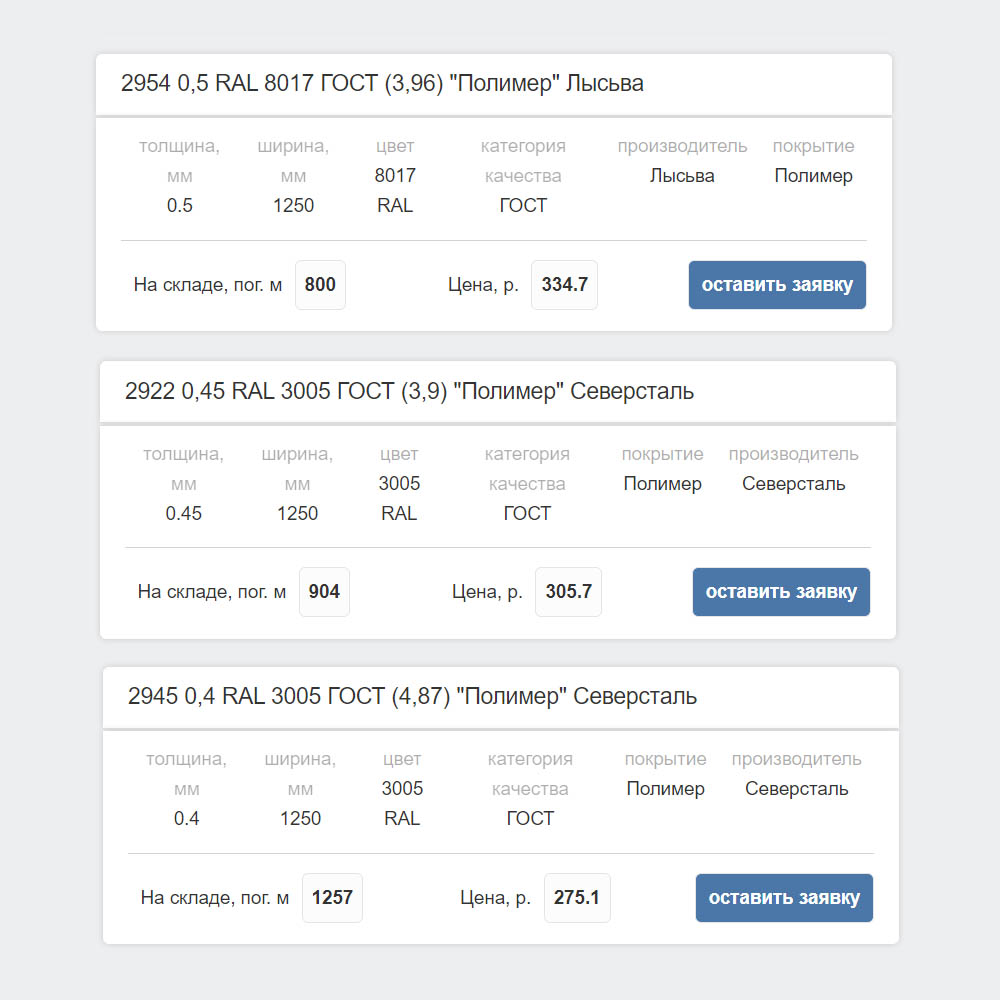 2954 0,5 RAL 8017 ГОСТ (3,96) "Полимер" Лысьва
толщина, ширина, цвет категория производитель покрытие
мм мм 8017 качества Лысьва Полимер
0.5 1250 RAL ГОСТ
На складе, пог. м 800 Цена, р. 334.7 оставить заявку
2922 0,45 RAL 3005 ГОСТ (3,9) "Полимер" Северсталь
толщина, ширина, цвет категория покрытие производитель
мм мм 3005 качества Полимер Северсталь
0.45 1250 RAL ГОСТ
На складе, пог. м 904 Цена, р. 305.7 оставить заявку
2945 0,4 RAL 3005 ГОСТ (4,87) "Полимер" Северсталь
толщина, ширина, цвет категория покрытие производитель
мм мм 3005 качества Полимер Северсталь
0.4 1250 RAL ГОСТ
На складе, пог. м 1257 Цена, р. 275.1 оставить заявку